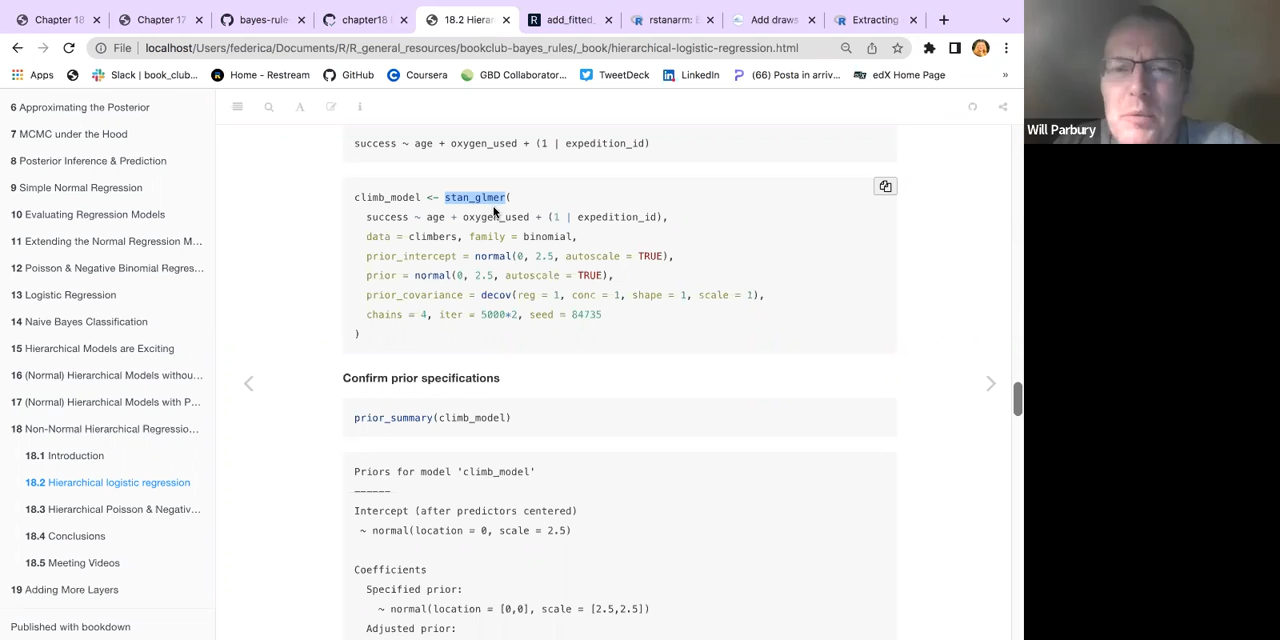 Chapter 18
Chapter 17
bayes-rule
chapter18
18.2 Hierar
add_fitted_
rstanarm: E
Add draws
Extracting
File
localhost/Users/federica/Documents/R/R_general_resources/bookclub-bayes_rules/_book/hierarchical-logistic-regression.html
Apps
Slack | book_club...
Home - Restream
GitHub
Coursera
GBD Collaborator...
TweetDeck
LinkedIn
(66) Posta in arriv...
edX Home Page
»
6 Approximating the Posterior
7 MCMC under the Hood
8 Posterior Inference & Prediction
9 Simple Normal Regression
10 Evaluating Regression Models
11 Extending the Normal Regression M...
12 Poisson & Negative Binomial Regres...
13 Logistic Regression
14 Naive Bayes Classification
15 Hierarchical Models are Exciting
16 (Normal) Hierarchical Models withou...
17 (Normal) Hierarchical Models with P...
18 Non-Normal Hierarchical Regressio...
18.1 Introduction
18.2 Hierarchical logistic regression
18.3 Hierarchical Poisson & Negativ...
18.4 Conclusions
18.5 Meeting Videos
19 Adding More Layers
Published with bookdown
success ~ age + oxygen_used + (1 | expedition_id)
climb_model <- stan_glmer(
success ~ age + oxygen_used + (1 | expedition_id),
data = climbers, family = binomial,
prior_intercept = normal(0, 2.5, autoscale = TRUE),
prior = normal(0, 2.5, autoscale = TRUE),
prior_covariance = decov(reg = 1, conc = 1, shape = 1, scale = 1),
chains = 4, iter = 5000*2, seed = 84735
)
Confirm prior specifications
prior_summary(climb_model)
Priors for model 'climb_model'
------
Intercept (after predictors centered)
~ normal(location = 0, scale = 2.5)
Coefficients
Specified prior:
~ normal(location = [0,0], scale = [2.5,2.5])
Adjusted prior:
Will Parbury